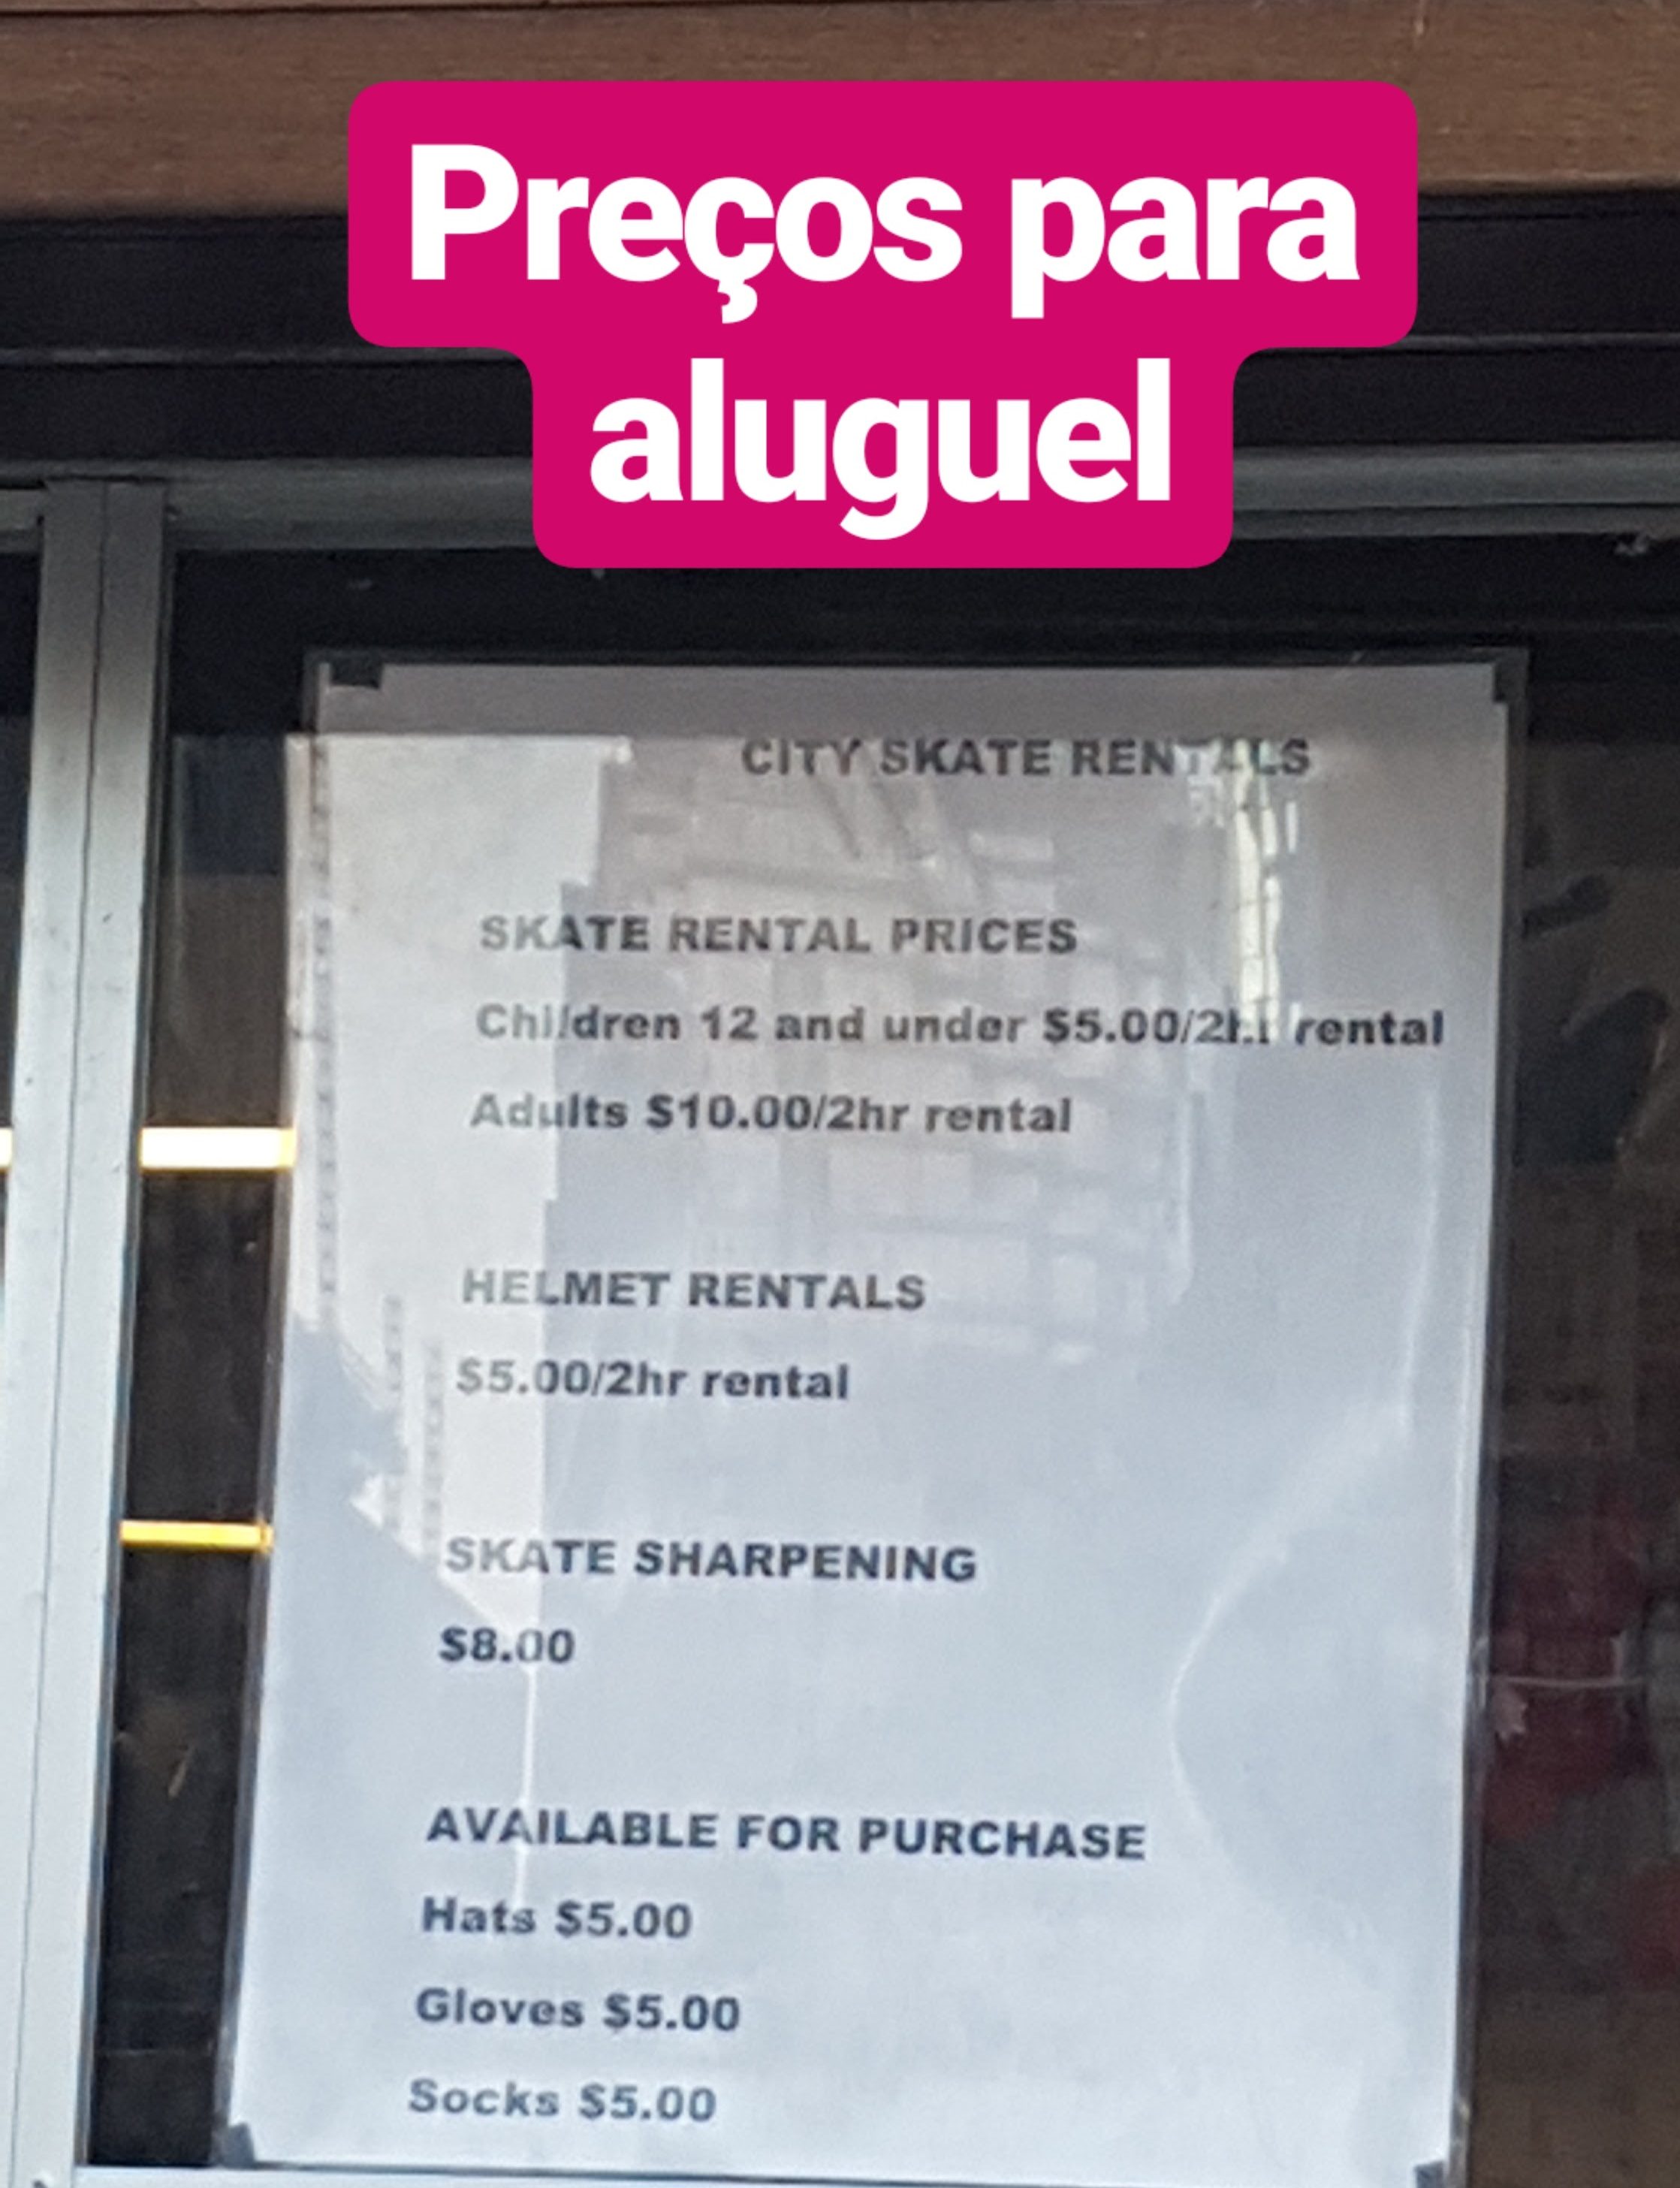 Preços para
aluguel
CITY SKATE RENTALS
SKATE RENTAL PRICES
Children 12 and under $5.00/2hr rental
Adults $10.00/2hr rental
HELMET RENTALS
$5.00/2hr rental
SKATE SHARPENING
$8.00
AVAILABLE FOR PURCHASE
Hats $5.00
Gloves $5.00
Socks $5.00